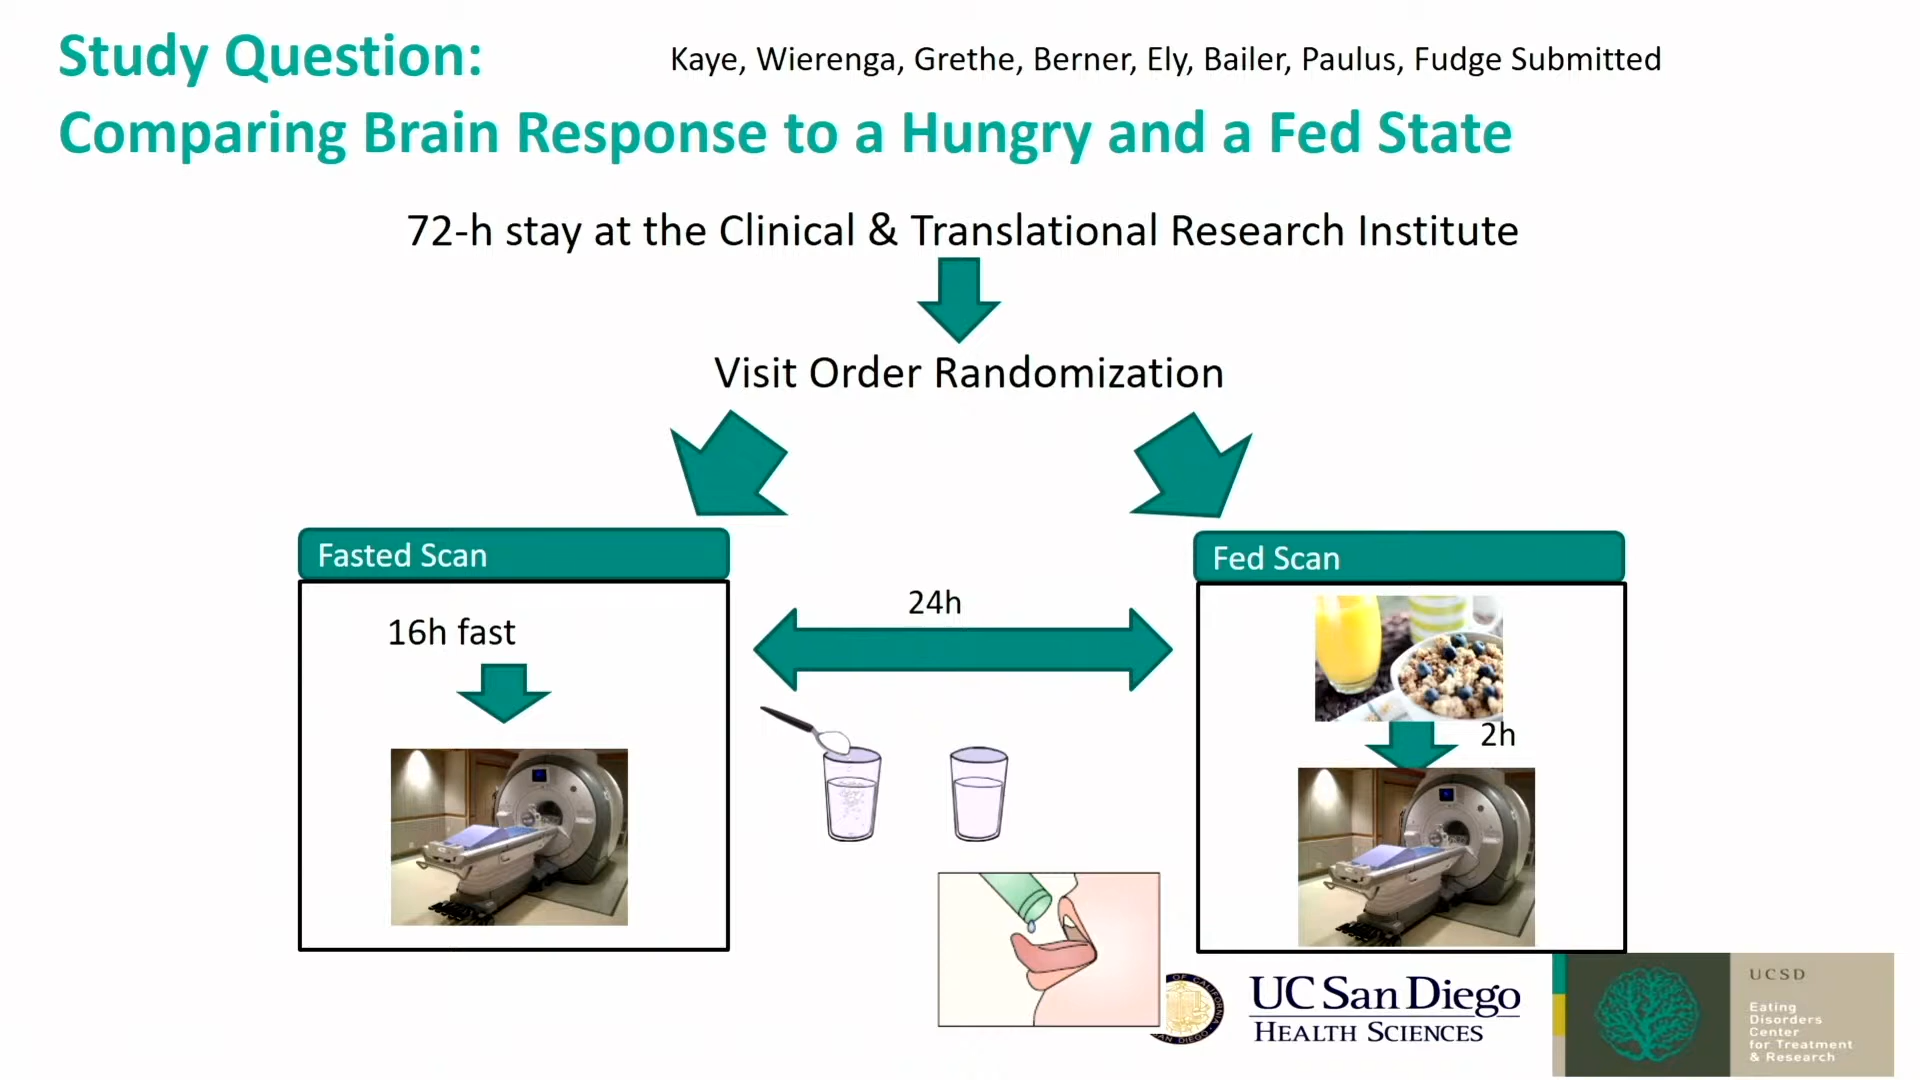 Study Question:
Kaye, Wierenga, Grethe, Berner, Ely, Bailer, Paulus, Fudge Submitted
Comparing Brain Response to a Hungry and a Fed State
72-h stay at the Clinical & Translational Research Institute
Visit Order Randomization
Fasted Scan
16h fast
24h
Fed Scan
2h
UC San Diego
HEALTH SCIENCES
UCSD
Eating
Disorders
Center
for Treatment
& Research